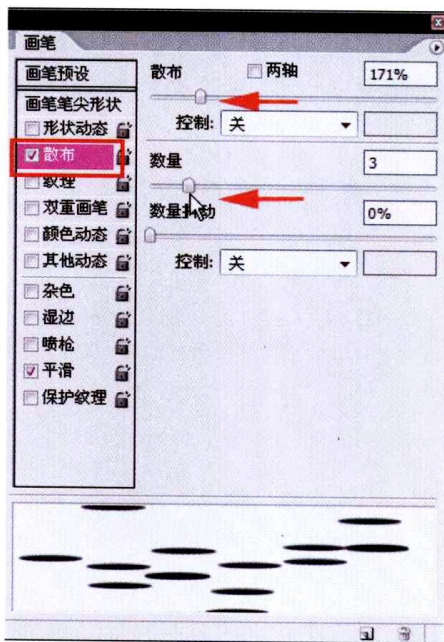 画笔
画笔预设
画笔笔尖形状
形状动态
散布
纹理
双重画笔
颜色动态
其他动态
杂色
湿边
喷枪
平滑
保护纹理
散布 两轴 171%
控制: 关
数量 3
数量抖动 0%
控制: 关